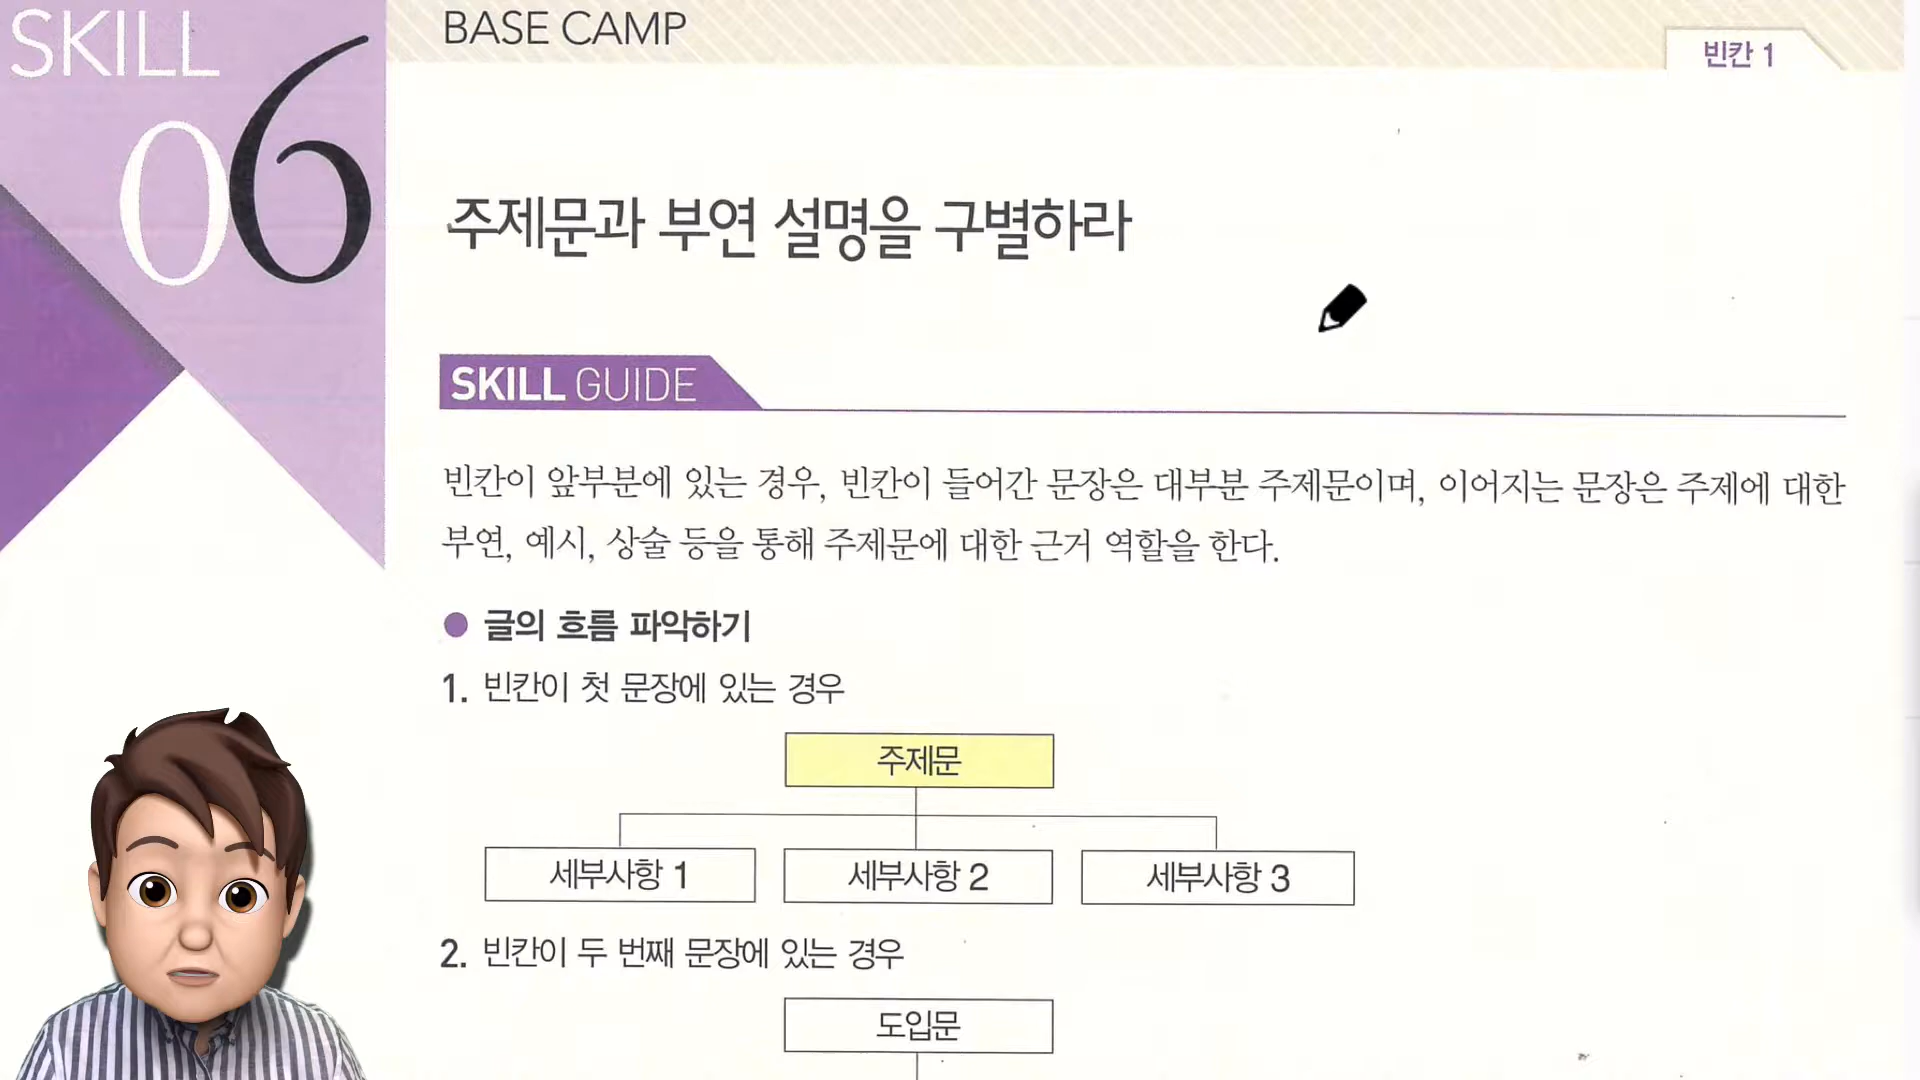 SKILL
06
BASE CAMP
빈칸 1
주제문과 부연 설명을 구별하라
SKILL GUIDE
빈칸이 앞부분에 있는 경우, 빈칸이 들어간 문장은 대부분 주제문이며, 이어지는 문장은 주제에 대한
부연, 예시, 상술 등을 통해 주제문에 대한 근거 역할을 한다.
● 글의 흐름 파악하기
1. 빈칸이 첫 문장에 있는 경우
주제문
세부사항 1 세부사항 2 세부사항 3
2. 빈칸이 두 번째 문장에 있는 경우
도입문